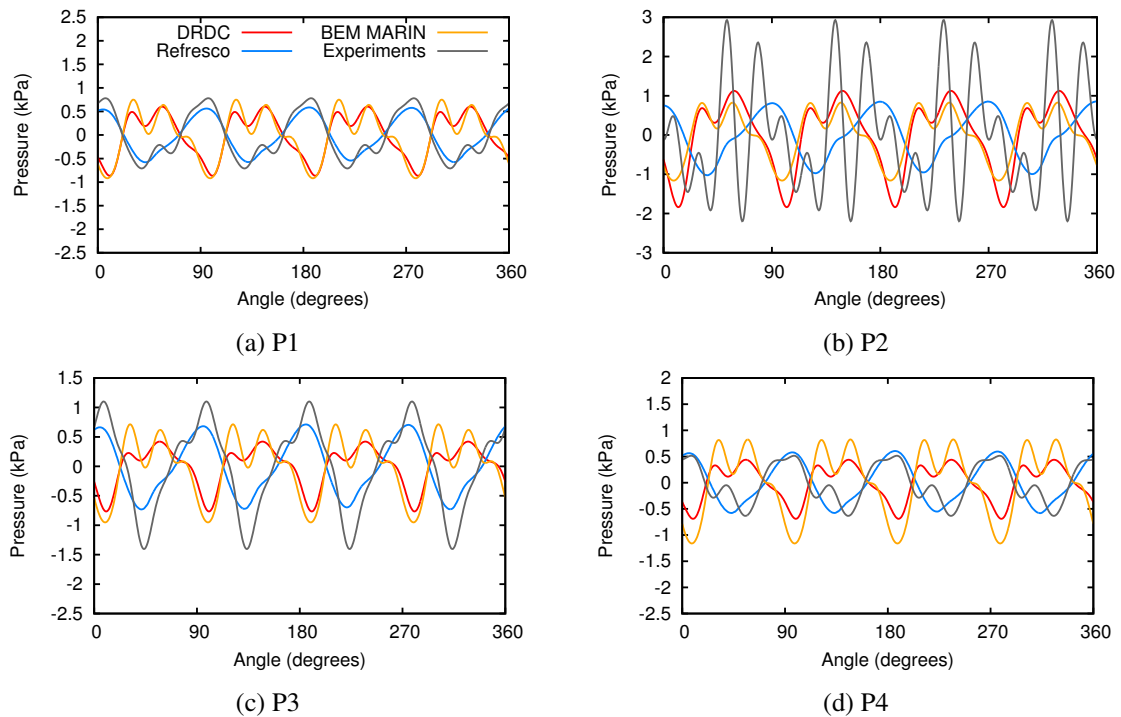 DRDC BEM MARIN
Refresco Experiments
2.5
2
1.5
1
0.5
0
-0.5
-1
-1.5
-2
-2.5
Pressure (kPa)
0 90 180 270 360
Angle (degrees)
(a) P1
3
2
1
0
-1
-2
-3
Pressure (kPa)
0 90 180 270 360
Angle (degrees)
(b) P2
1.5
1
0.5
0
-0.5
-1
-1.5
-2
-2.5
Pressure (kPa)
0 90 180 270 360
Angle (degrees)
(c) P3
2
1.5
1
0.5
0
-0.5
-1
-1.5
-2
-2.5
Pressure (kPa)
0 90 180 270 360
Angle (degrees)
(d) P4